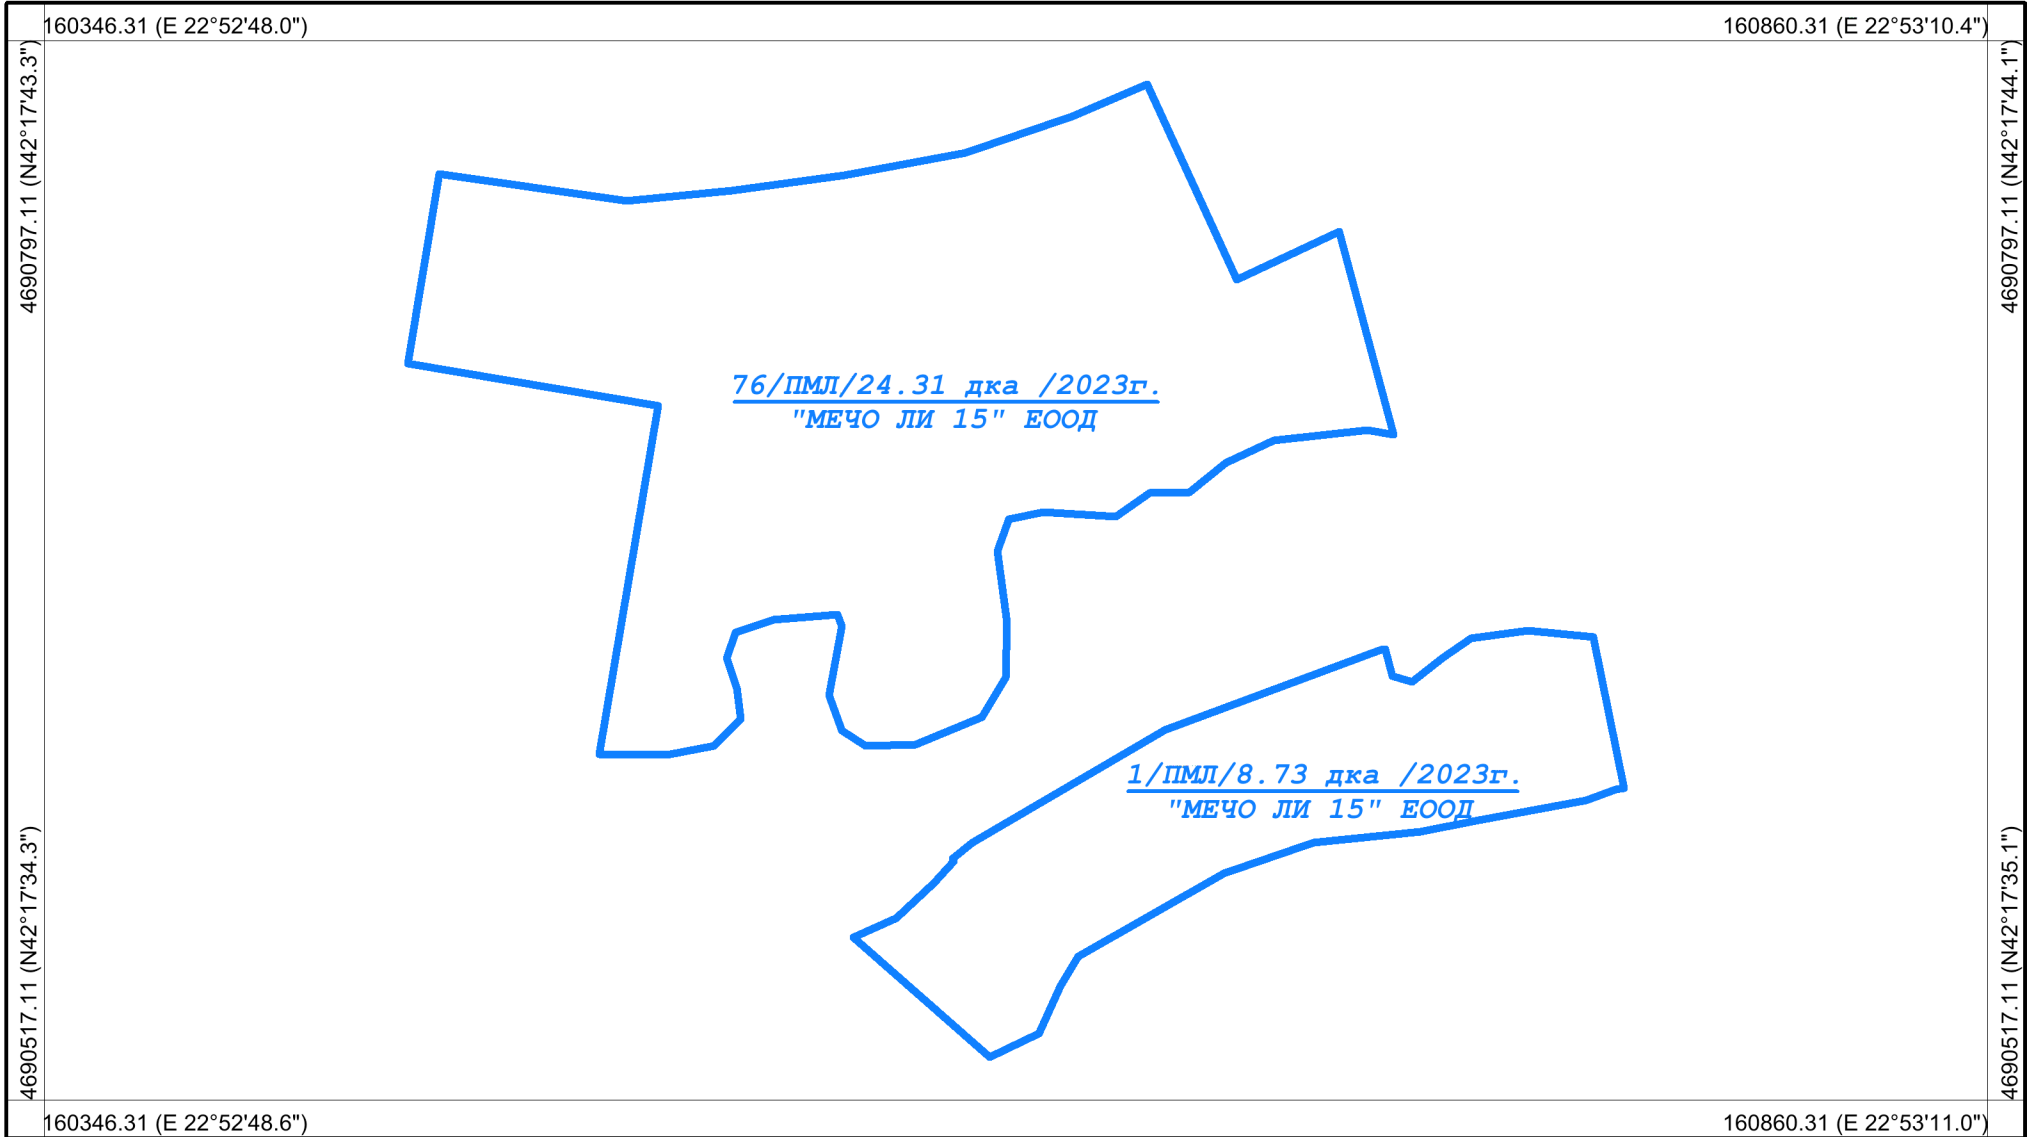 160346.31 (E 22°52'48.0")
160860.31 (E 22°53'10.4")
4690797.11 (N42°17'43.3")
4690797.11 (N42°17'44.1")
76/ПМЛ/24.31 дка /2023г.
"МЕЧО ЛИ 15" ЕООД
1/ПМЛ/8.73 дка /2023г.
"МЕЧО ЛИ 15" ЕООД
4690517.11 (N42°17'34.3")
4690517.11 (N42°17'35.1")
160346.31 (E 22°52'48.6")
160860.31 (E 22°53'11.0")